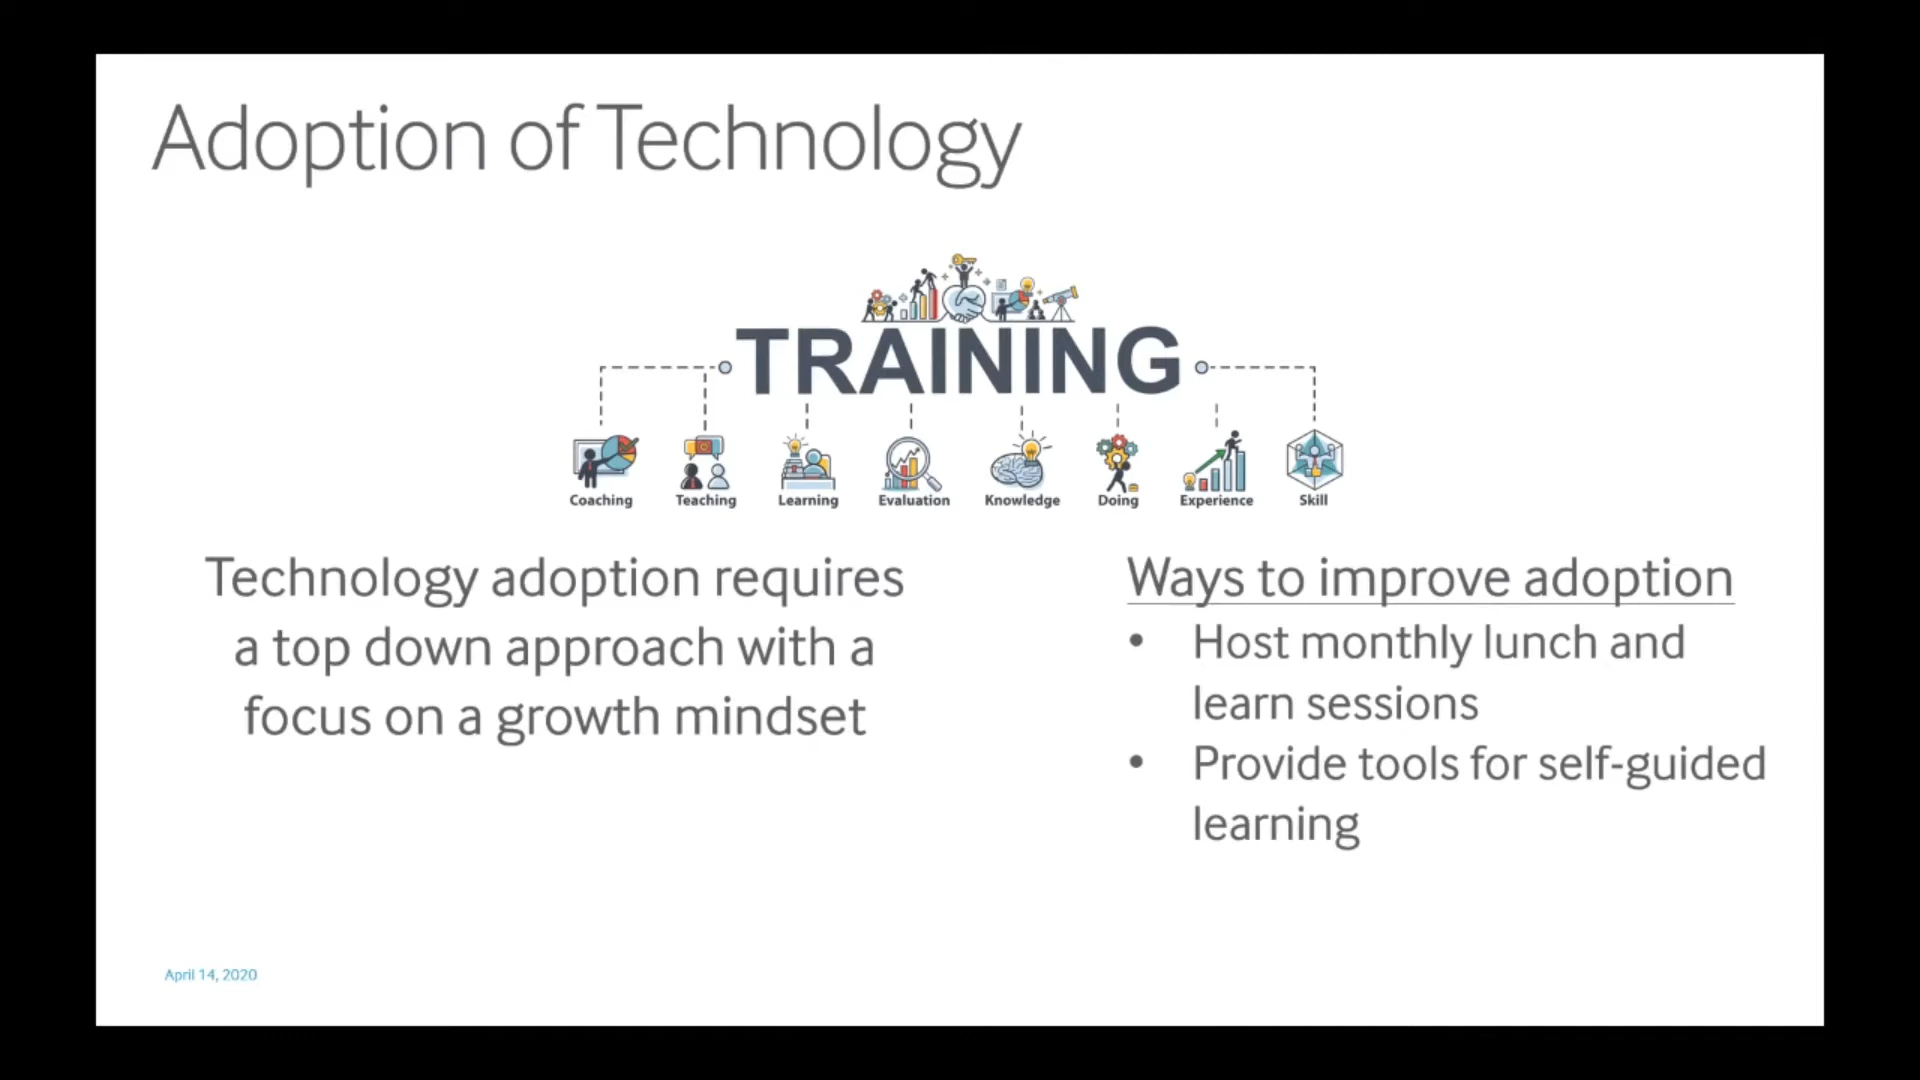 Adoption of Technology
TRAINING
Coaching
Teaching
Learning
Evaluation
Knowledge
Doing
Experience
Skill
Technology adoption requires
a top down approach with a
focus on a growth mindset
Ways to improve adoption
• Host monthly lunch and
learn sessions
• Provide tools for self-guided
learning
April 14, 2020